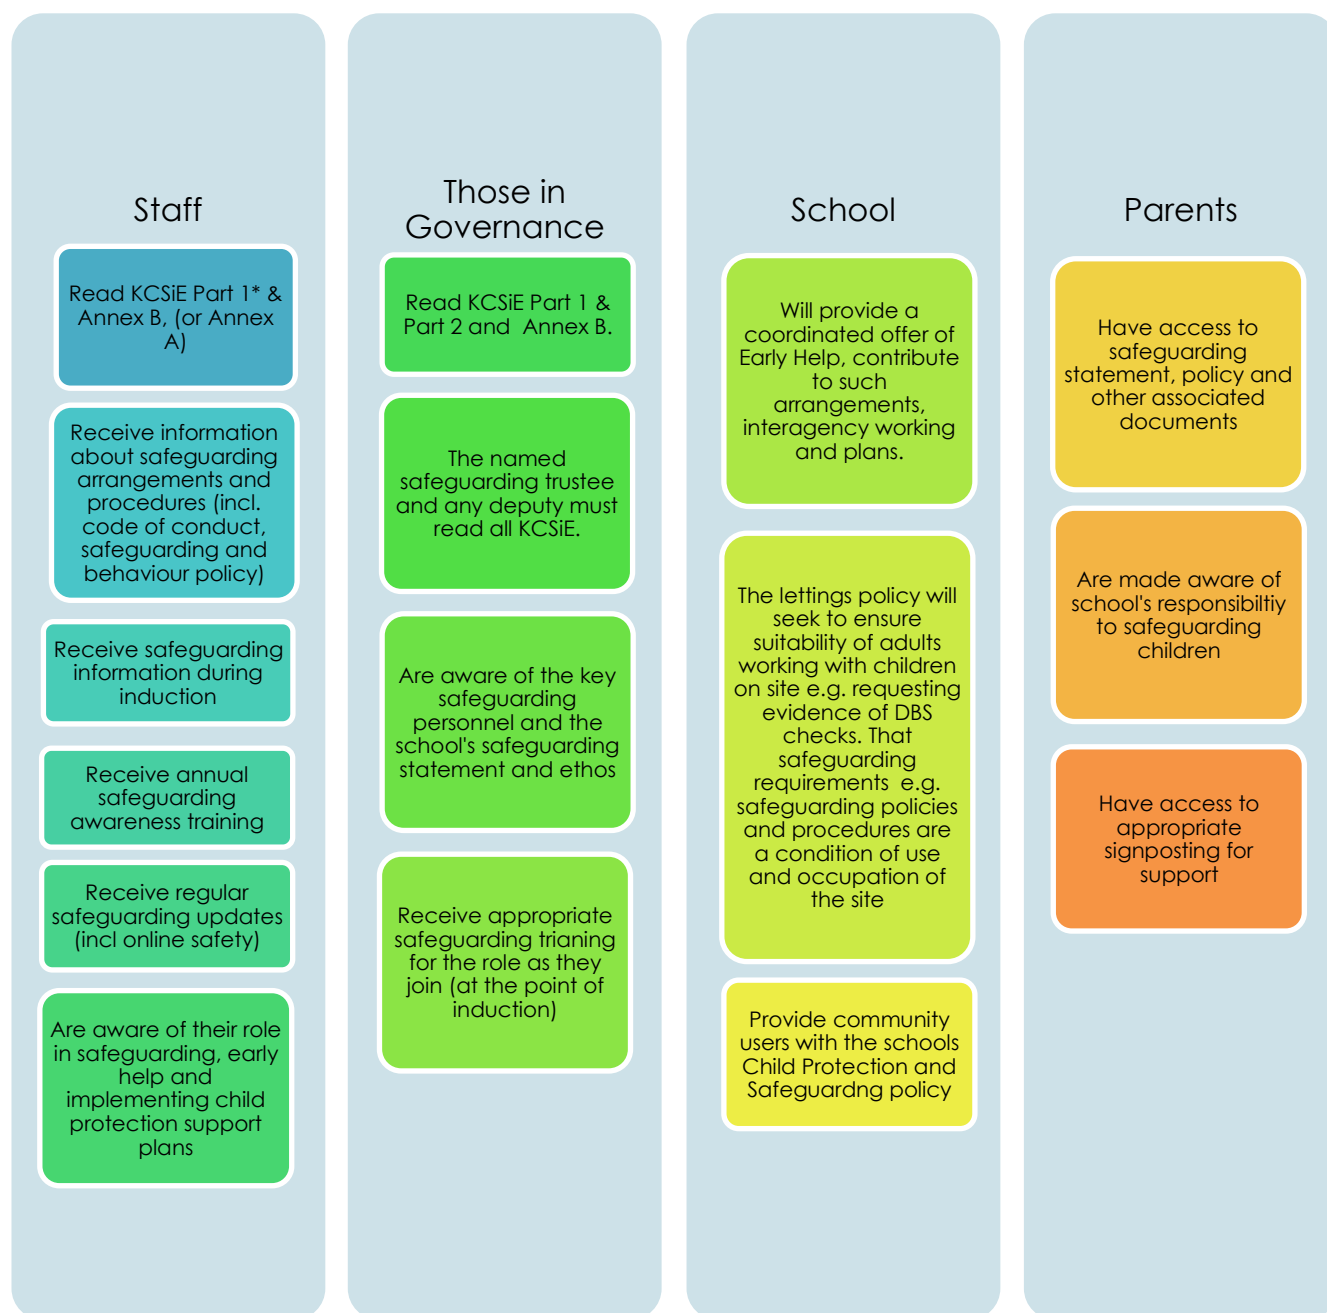 Staff
Read KCSiE Part 1* &
Annex B, (or Annex
A)
Receive information
about safeguarding
arrangements and
procedures (incl.
code of conduct,
safeguarding and
behaviour policy)
Receive safeguarding
information during
induction
Receive annual
safeguarding
awareness training
Receive regular
safeguarding updates
(incl online safety)
Are aware of their role
in safeguarding, early
help and
implementing child
protection support
plans
Those in
Governance
Read KCSiE Part 1 &
Part 2 and Annex B.
The named
safeguarding trustee
and any deputy must
read all KCSiE.
Are aware of the key
safeguarding
personnel and the
school's safeguarding
statement and ethos
Receive appropriate
safeguarding trianing
for the role as they
join (at the point of
induction)
School
Will provide a
coordinated offer of
Early Help, contribute
to such
arrangements,
interagency working
and plans.
The lettings policy will
seek to ensure
suitability of adults
working with children
on site e.g. requesting
evidence of DBS
checks. That
safeguarding
requirements e.g.
safeguarding policies
and procedures are
a condition of use
and occupation of
the site
Provide community
users with the schools
Child Protection and
Safeguardng policy
Parents
Have access to
safeguarding
statement, policy and
other associated
documents
Are made aware of
school's responsibiltiy
to safeguarding
children
Have access to
appropriate
signposting for
support